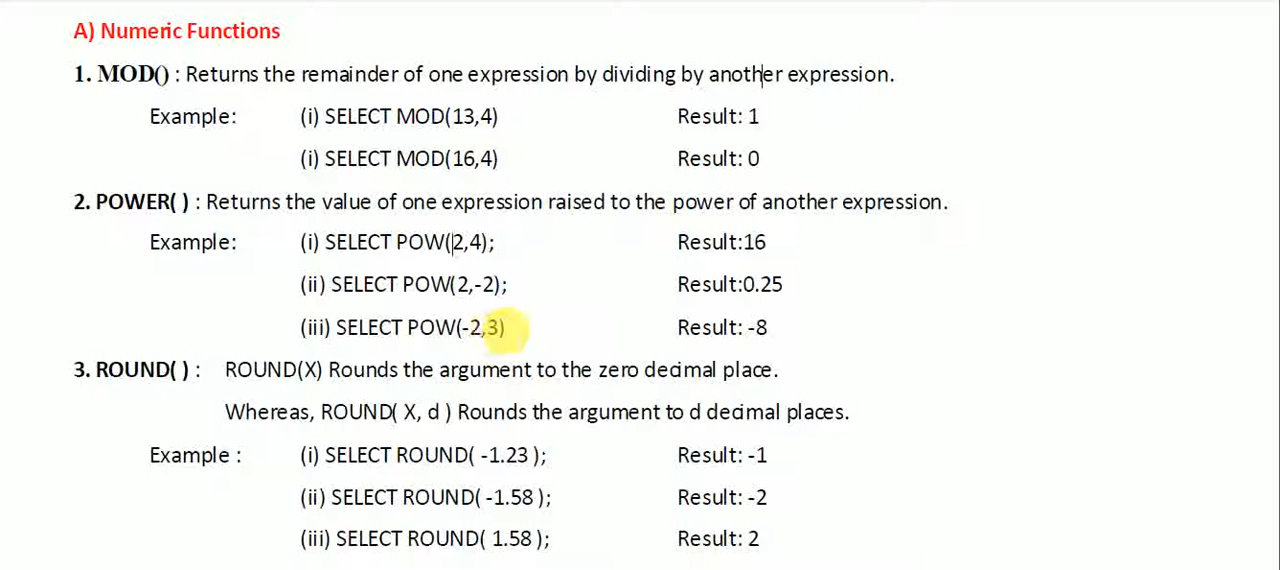 A) Numeric Functions
1. MOD() : Returns the remainder of one expression by dividing by another expression.
Example: (i) SELECT MOD(13,4) Result: 1
(i) SELECT MOD(16,4) Result: 0
2. POWER( ) : Returns the value of one expression raised to the power of another expression.
Example: (i) SELECT POW(2,4); Result:16
(ii) SELECT POW(2,-2); Result:0.25
(iii) SELECT POW(-2,3) Result: -8
3. ROUND( ) : ROUND(X) Rounds the argument to the zero decimal place.
Whereas, ROUND( X, d ) Rounds the argument to d decimal places.
Example : (i) SELECT ROUND( -1.23 ); Result: -1
(ii) SELECT ROUND( -1.58 ); Result: -2
(iii) SELECT ROUND( 1.58 ); Result: 2